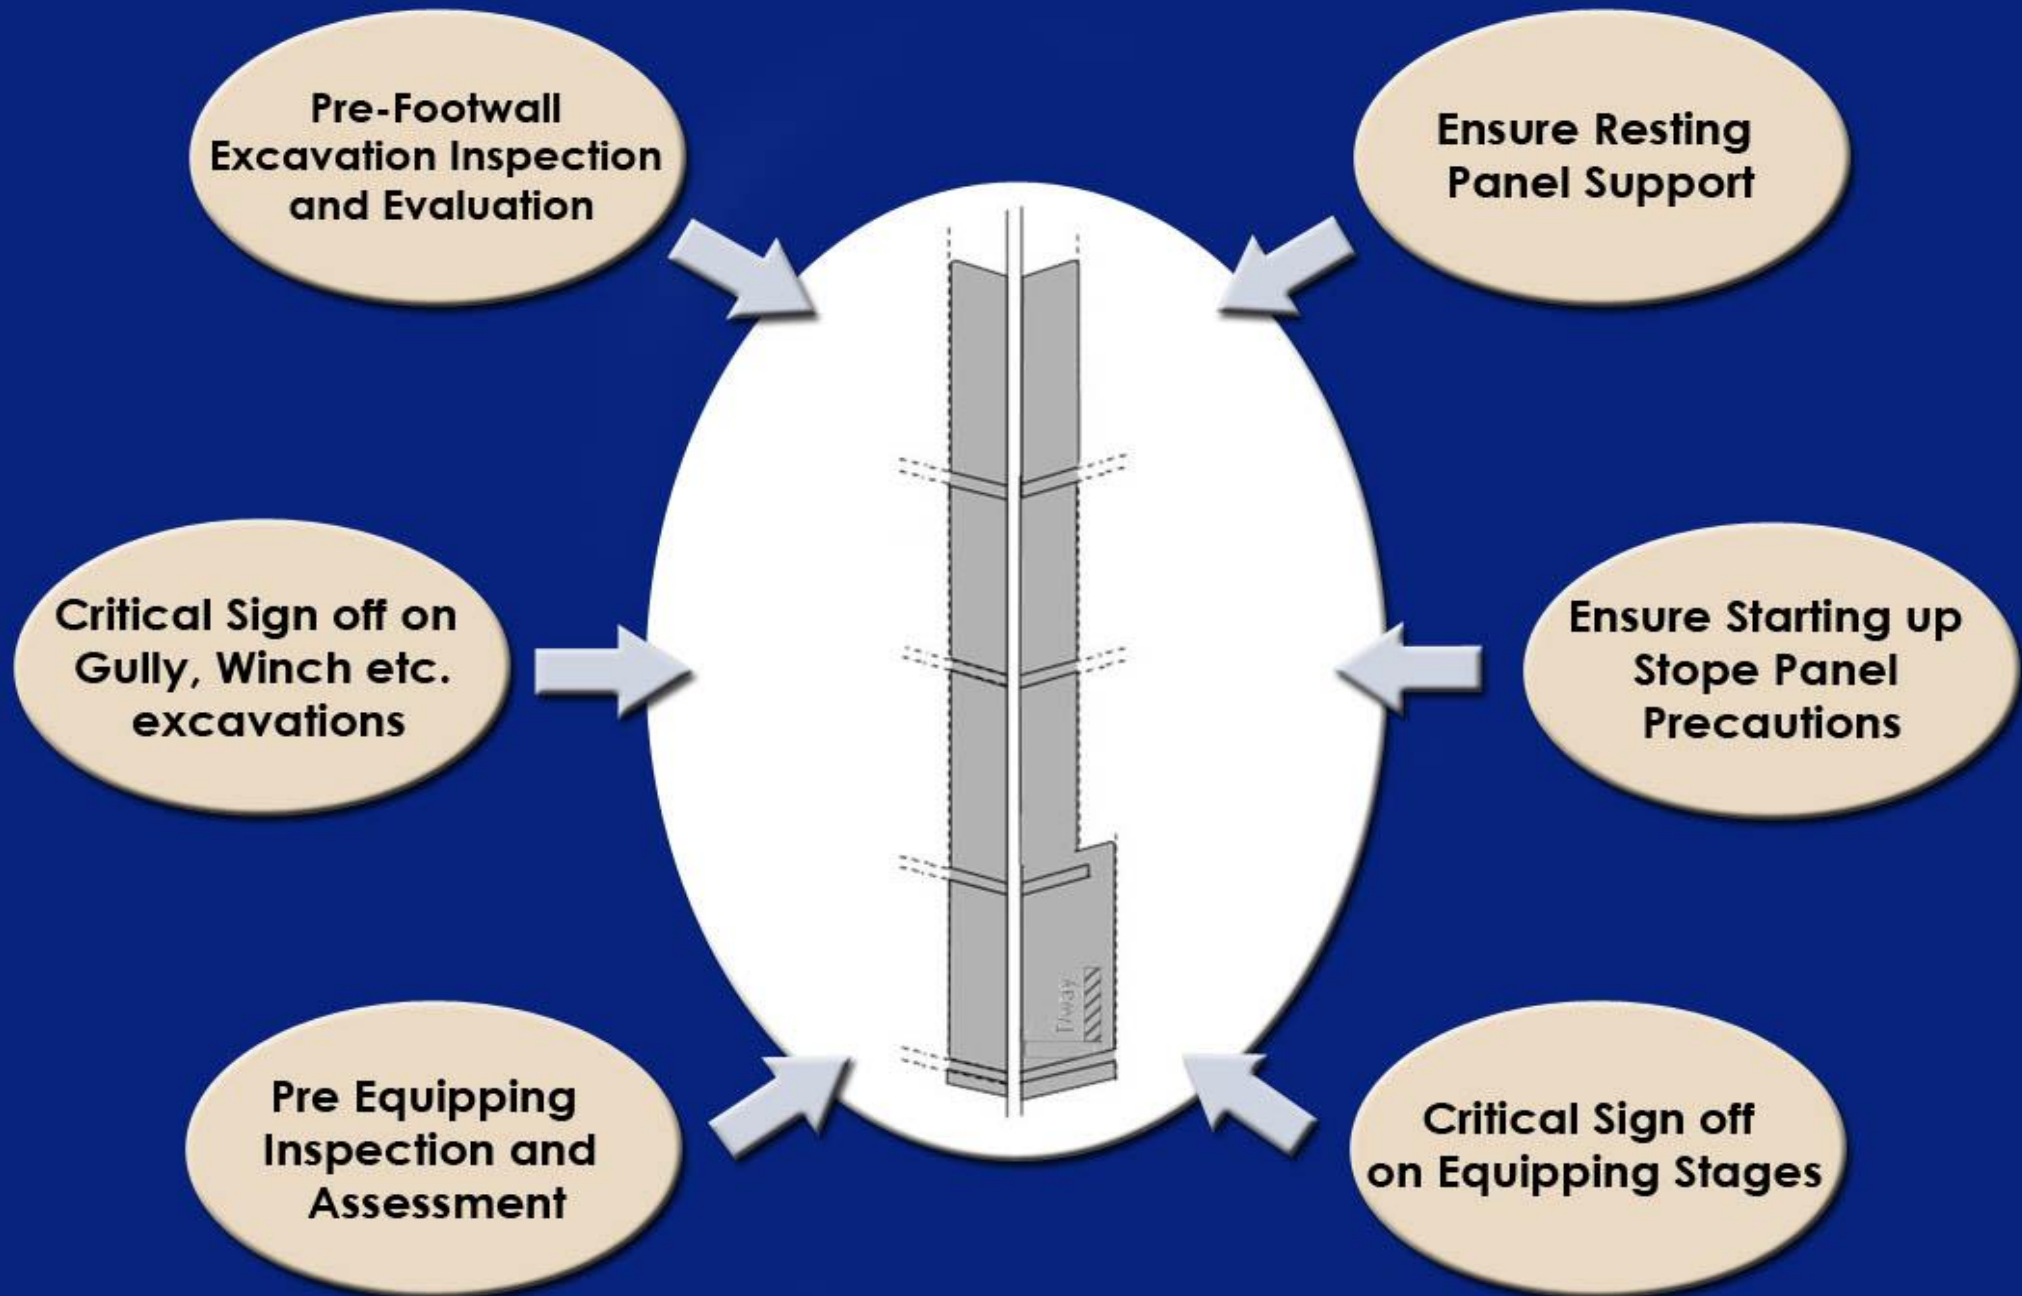 Pre-Footwall
Excavation Inspection
and Evaluation
Ensure Resting
Panel Support
Critical Sign off on
Gully, Winch etc.
excavations
Ensure Starting up
Stope Panel
Precautions
T/way
Pre Equipping
Inspection and
Assessment
Critical Sign off
on Equipping Stages